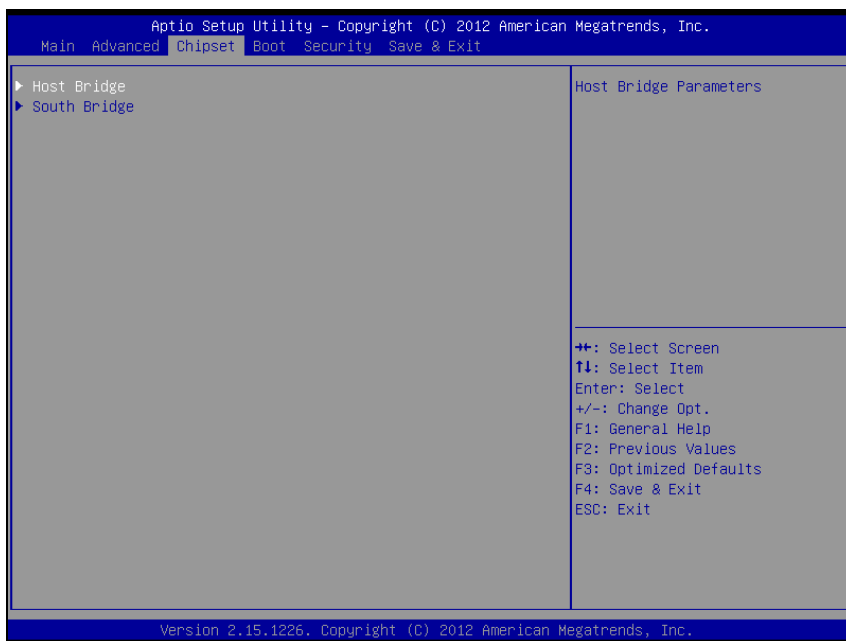 Aptio Setup Utility – Copyright (C) 2012 American Megatrends, Inc.
Main Advanced Chipset Boot Security Save & Exit
▶ Host Bridge
▶ South Bridge
Host Bridge Parameters
→←: Select Screen
↑↓: Select Item
Enter: Select
+/-: Change Opt.
F1: General Help
F2: Previous Values
F3: Optimized Defaults
F4: Save & Exit
ESC: Exit
Version 2.15.1226. Copyright (C) 2012 American Megatrends, Inc.